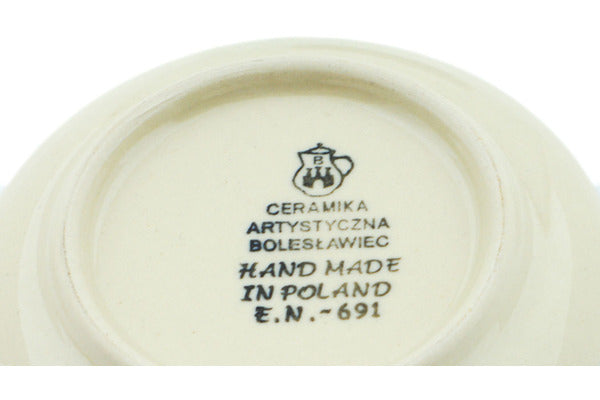 B
CERAMIKA
ARTYSTYCZNA
BOLESŁAWIEC
HAND MADE
IN POLAND
E.N.-691